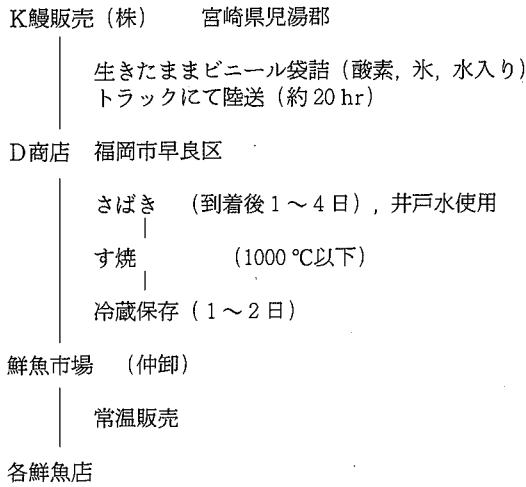 K鰻販売（株）　宮崎県児湯郡
生きたままビニール袋詰（酸素，氷，水入り）
トラックにて陸送（約20 hr）
D商店　福岡市早良区
さばき　（到着後1～4日），井戸水使用
す焼　（1000 ℃以下）
冷蔵保存（1～2日）
鮮魚市場　（仲卸）
常温販売
各鮮魚店